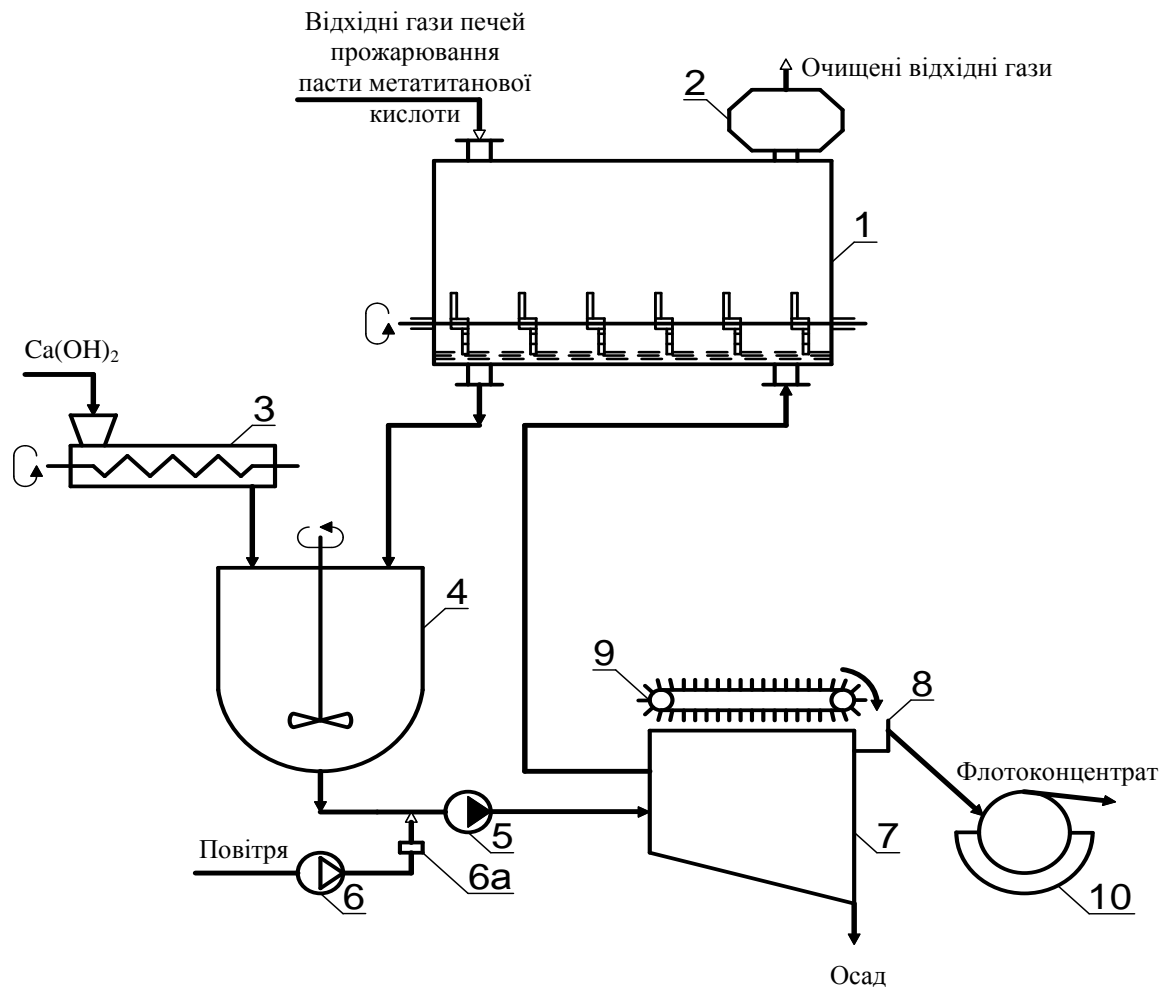 Відхідні гази печей
прожарювання
пасти метатитанової
кислоти
Очищені відхідні гази
2
1
Ca(OH)2
3
4
9
8
Флотоконцентрат
5
7
Повітря
6а
6
10
Осад